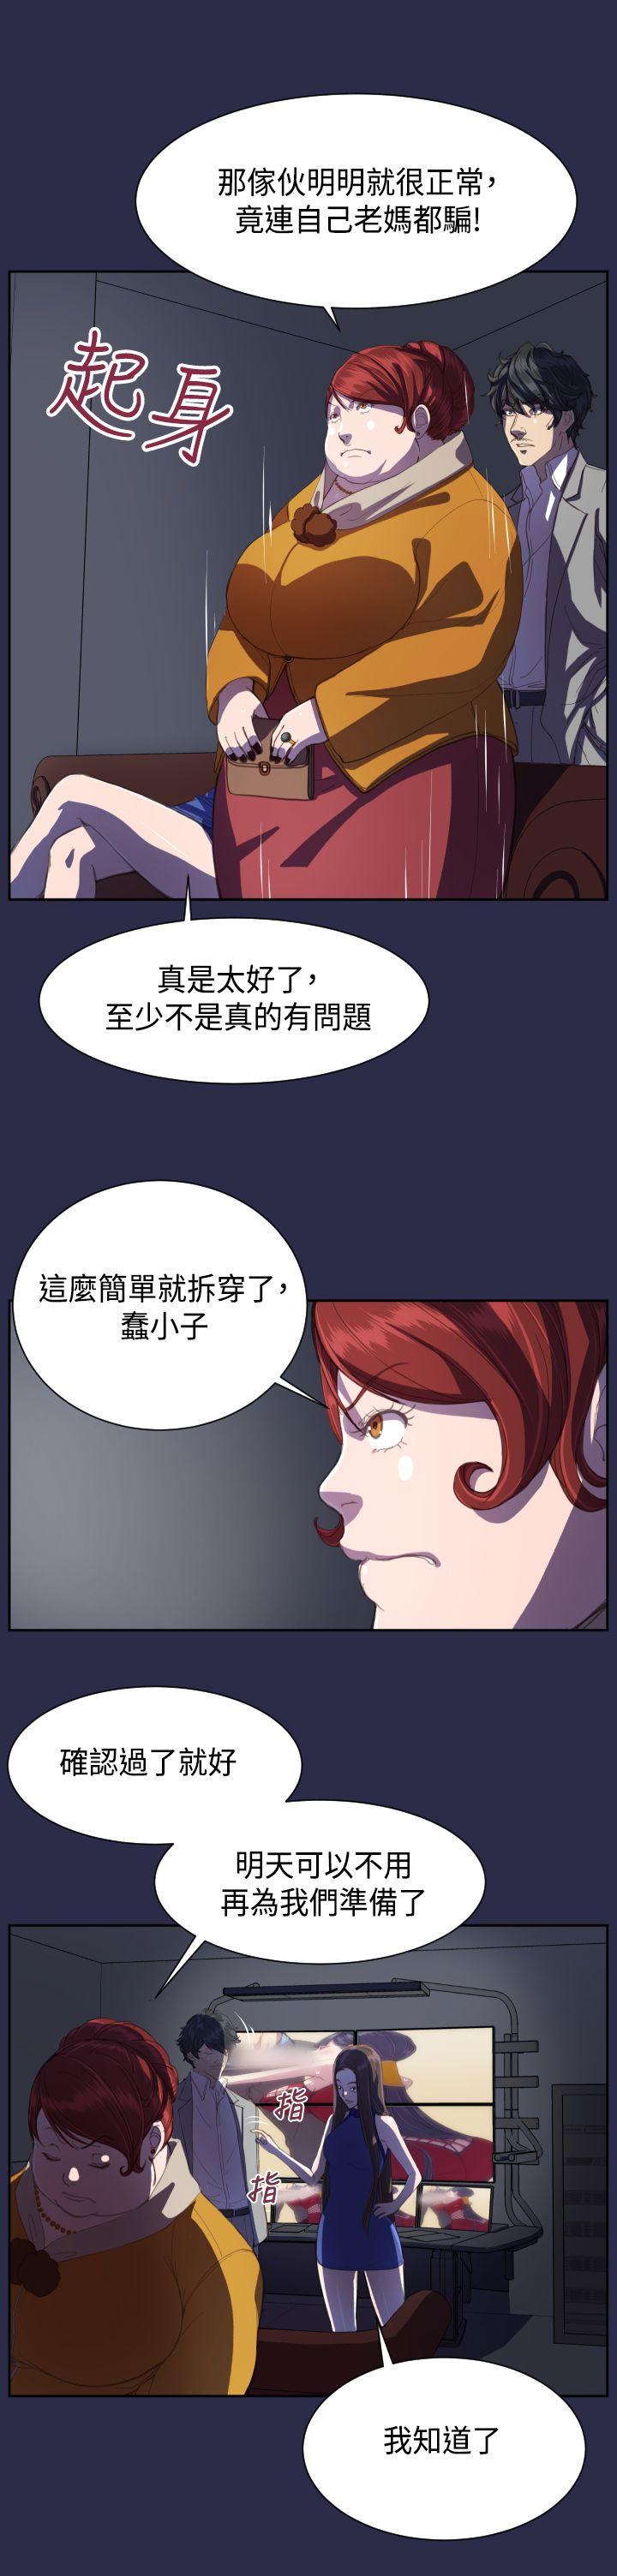 那傢伙明明就很正常,
竟連自己老媽都騙!
起身
真是太好了,
至少不是真的有問題
這麼簡單就拆穿了,
蠢小子
確認過了就好
明天可以不用
再為我們準備了
指
指
我知道了